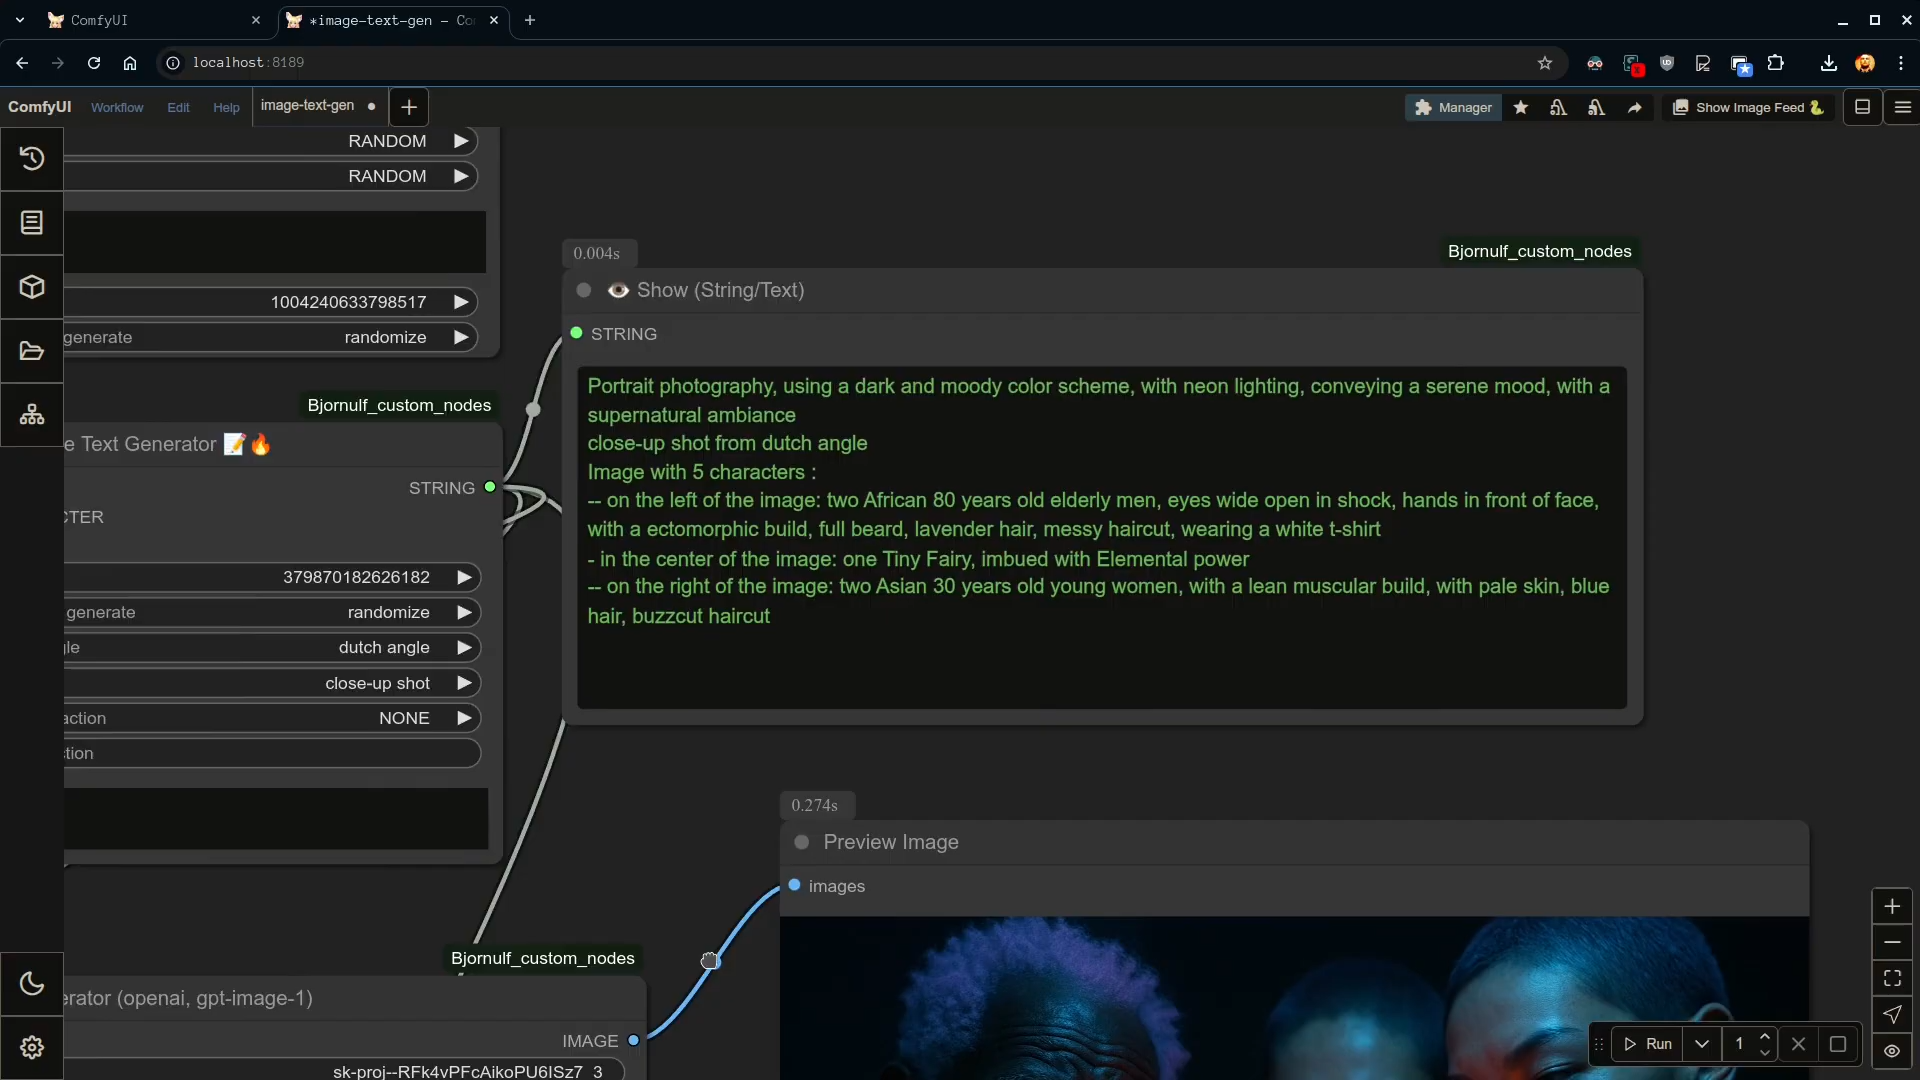 ComfyUI
*image-text-gen - Co
localhost:8189
ComfyUI
Workflow
Edit
Help
image-text-gen
Manager
Show Image Feed 🐍
RANDOM
RANDOM
1004240633798517
generate
randomize
Bjornulf_custom_nodes
e Text Generator 📝🔥
STRING
CTER
379870182626182
generate
randomize
gle
dutch angle
close-up shot
action
NONE
ction
0.004s
Bjornulf_custom_nodes
👁 Show (String/Text)
STRING
Portrait photography, using a dark and moody color scheme, with neon lighting, conveying a serene mood, with a
supernatural ambiance
close-up shot from dutch angle
Image with 5 characters :
-- on the left of the image: two African 80 years old elderly men, eyes wide open in shock, hands in front of face,
with a ectomorphic build, full beard, lavender hair, messy haircut, wearing a white t-shirt
- in the center of the image: one Tiny Fairy, imbued with Elemental power
-- on the right of the image: two Asian 30 years old young women, with a lean muscular build, with pale skin, blue
hair, buzzcut haircut
0.274s
Preview Image
images
Bjornulf_custom_nodes
erator (openai, gpt-image-1)
IMAGE
Run
1